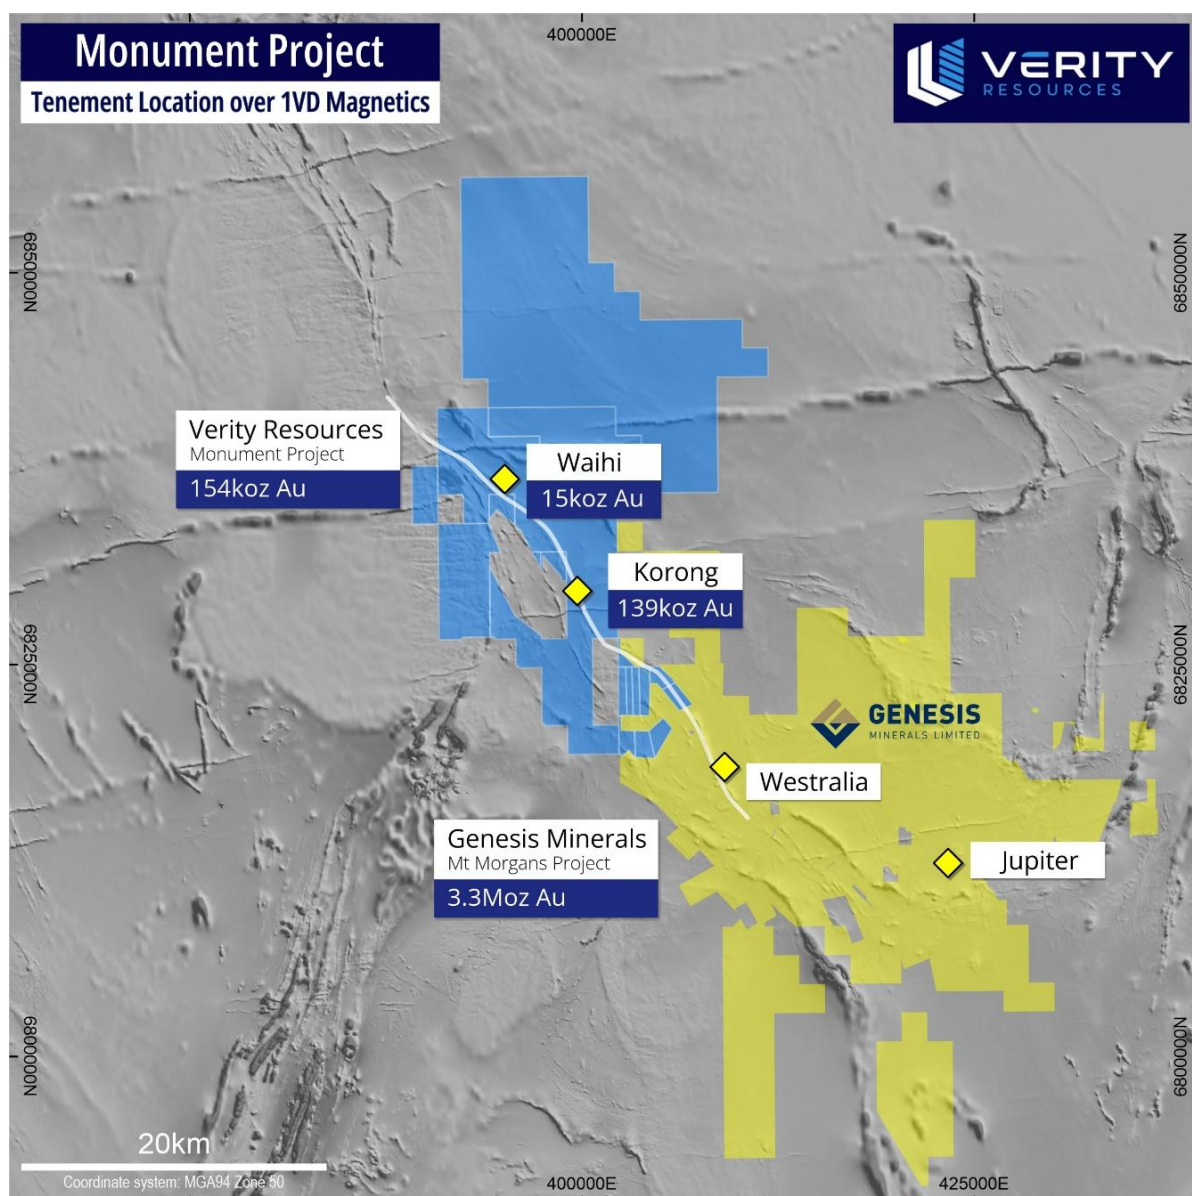 Monument Project
Tenement Location over 1VD Magnetics
400000E
VERITY
RESOURCES
6850000N
6850000N
Verity Resources
Monument Project
154koz Au
Waihi
15koz Au
Korong
139koz Au
6825000N
6825000N
GENESIS
MINERALS LIMITED
Westralia
Genesis Minerals
Mt Morgans Project
3.3Moz Au
Jupiter
6800000N
6800000N
20km
Coordinate system: MGA94 Zone 50
400000E
425000E